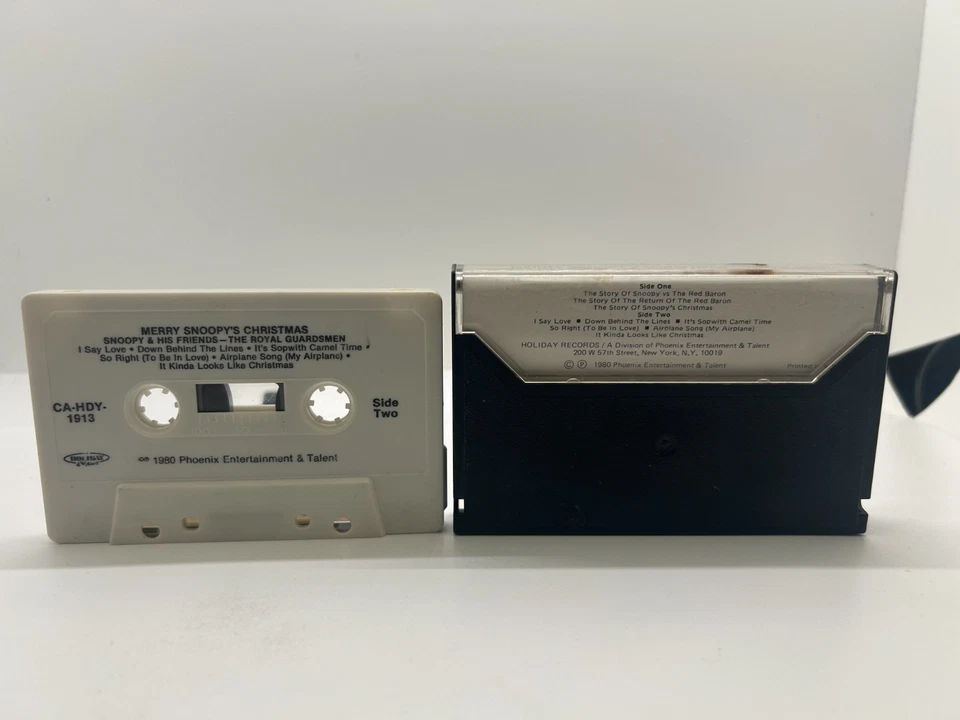 MERRY SNOOPY'S CHRISTMAS
SNOOPY & HIS FRIENDS—THE ROYAL GUARDSMEN
I Say Love • Down Behind The Lines • It's Sopwith Camel Time •
So Right (To Be In Love) • Airplane Song (My Airplane) •
It Kinda Looks Like Christmas
CA-HDY-
1913
Side
Two
HOLIDAY
1980 Phoenix Entertainment & Talent
Side One
The Story Of Snoopy vs The Red Baron
The Story Of The Return Of The Red Baron
The Story Of Snoopy's Christmas
Side Two
I Say Love ■ Down Behind The Lines ■ It's Sopwith Camel Time
So Right (To Be In Love) ■ Airplane Song (My Airplane)
It Kinda Looks Like Christmas
HOLIDAY RECORDS / A Division of Phoenix Entertainment & Talent
200 W 57th Street, New York, N.Y. 10019
© ℗ 1980 Phoenix Entertainment & Talent
Printed